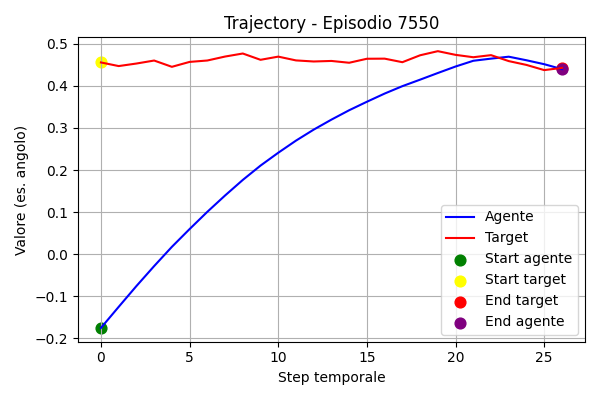 Trajectory - Episodio 7550
Valore (es. angolo)
0.5
0.4
0.3
0.2
0.1
0.0
−0.1
−0.2
0
5
10
15
20
25
Step temporale
Agente
Target
Start agente
Start target
End target
End agente